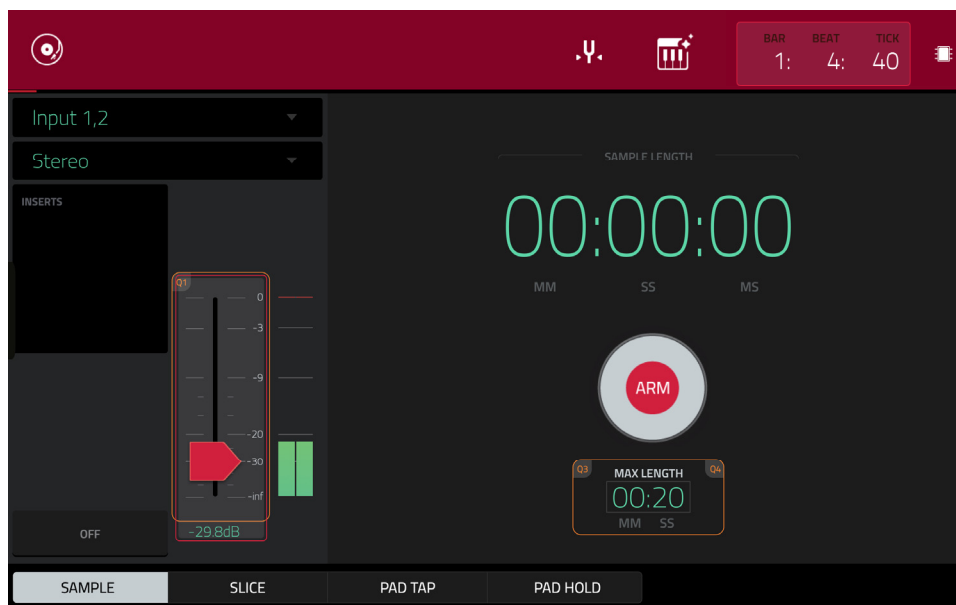 BAR BEAT TICK
1: 4: 40
Input 1,2
Stereo
INSERTS
Q1
0
-3
-9
-20
-30
-inf
OFF
-29.8dB
SAMPLE LENGTH
00:00:00
MM SS MS
ARM
Q3 MAX LENGTH Q4
00:20
MM SS
SAMPLE SLICE PAD TAP PAD HOLD